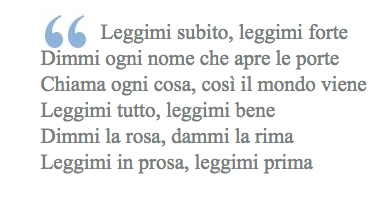 Leggimi subito, leggimi forte
Dimmi ogni nome che apre le porte
Chiama ogni cosa, così il mondo viene
Leggimi tutto, leggimi bene
Dimmi la rosa, dammi la rima
Leggimi in prosa, leggimi prima